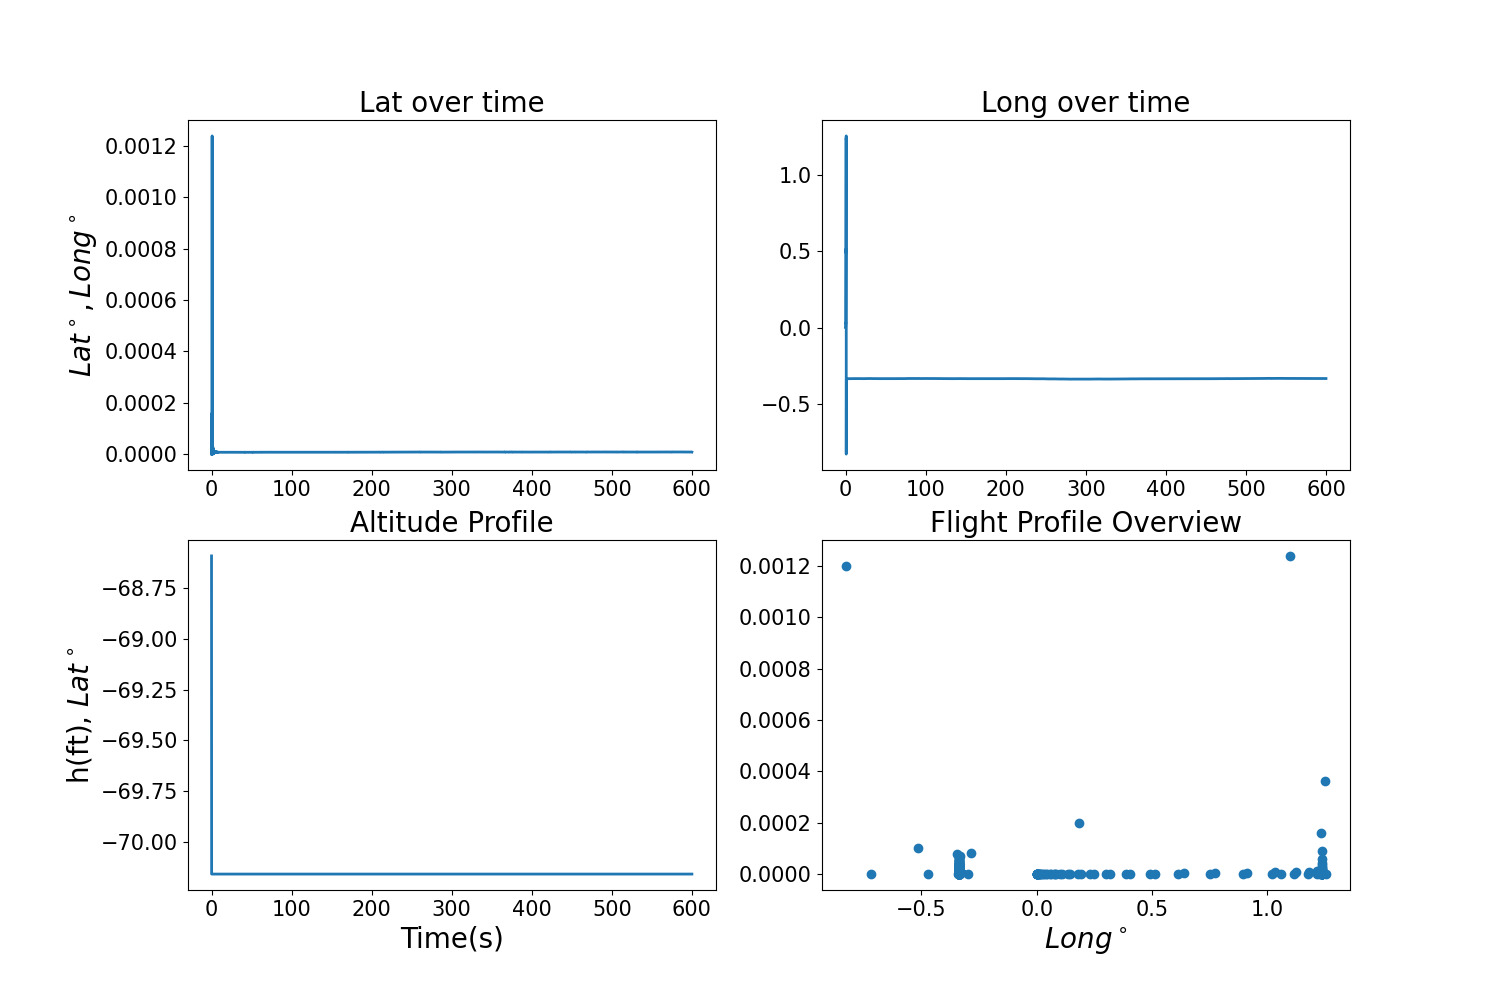 Lat over time
Long over time
0.0012
0.0010
0.0008
0.0006
0.0004
0.0002
0.0000
Lat°, Long°
0 100 200 300 400 500 600
1.0
0.5
0.0
−0.5
0 100 200 300 400 500 600
Altitude Profile
Flight Profile Overview
−68.75
−69.00
−69.25
−69.50
−69.75
−70.00
h(ft), Lat°
0 100 200 300 400 500 600
Time(s)
0.0012
0.0010
0.0008
0.0006
0.0004
0.0002
0.0000
−0.5 0.0 0.5 1.0
Long°